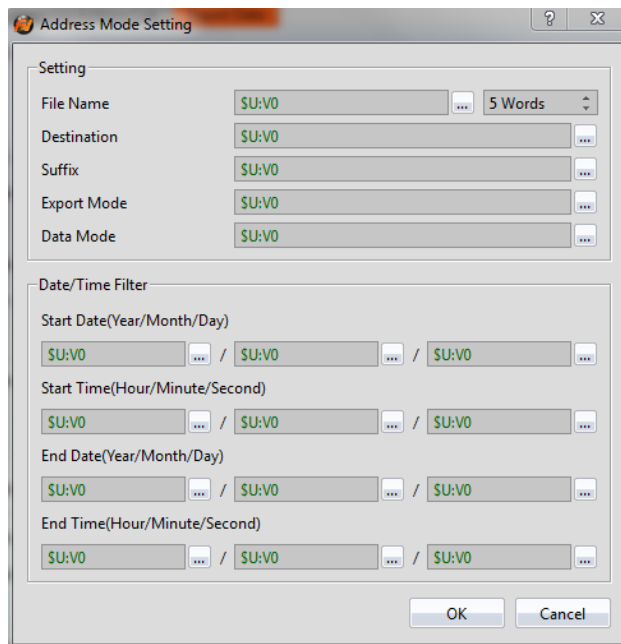 Address Mode Setting
Setting
File Name $U:V0 ... 5 Words
Destination $U:V0 ...
Suffix $U:V0 ...
Export Mode $U:V0 ...
Data Mode $U:V0 ...
Date/Time Filter
Start Date(Year/Month/Day)
$U:V0 ... / $U:V0 ... / $U:V0 ...
Start Time(Hour/Minute/Second)
$U:V0 ... / $U:V0 ... / $U:V0 ...
End Date(Year/Month/Day)
$U:V0 ... / $U:V0 ... / $U:V0 ...
End Time(Hour/Minute/Second)
$U:V0 ... / $U:V0 ... / $U:V0 ...
OK Cancel